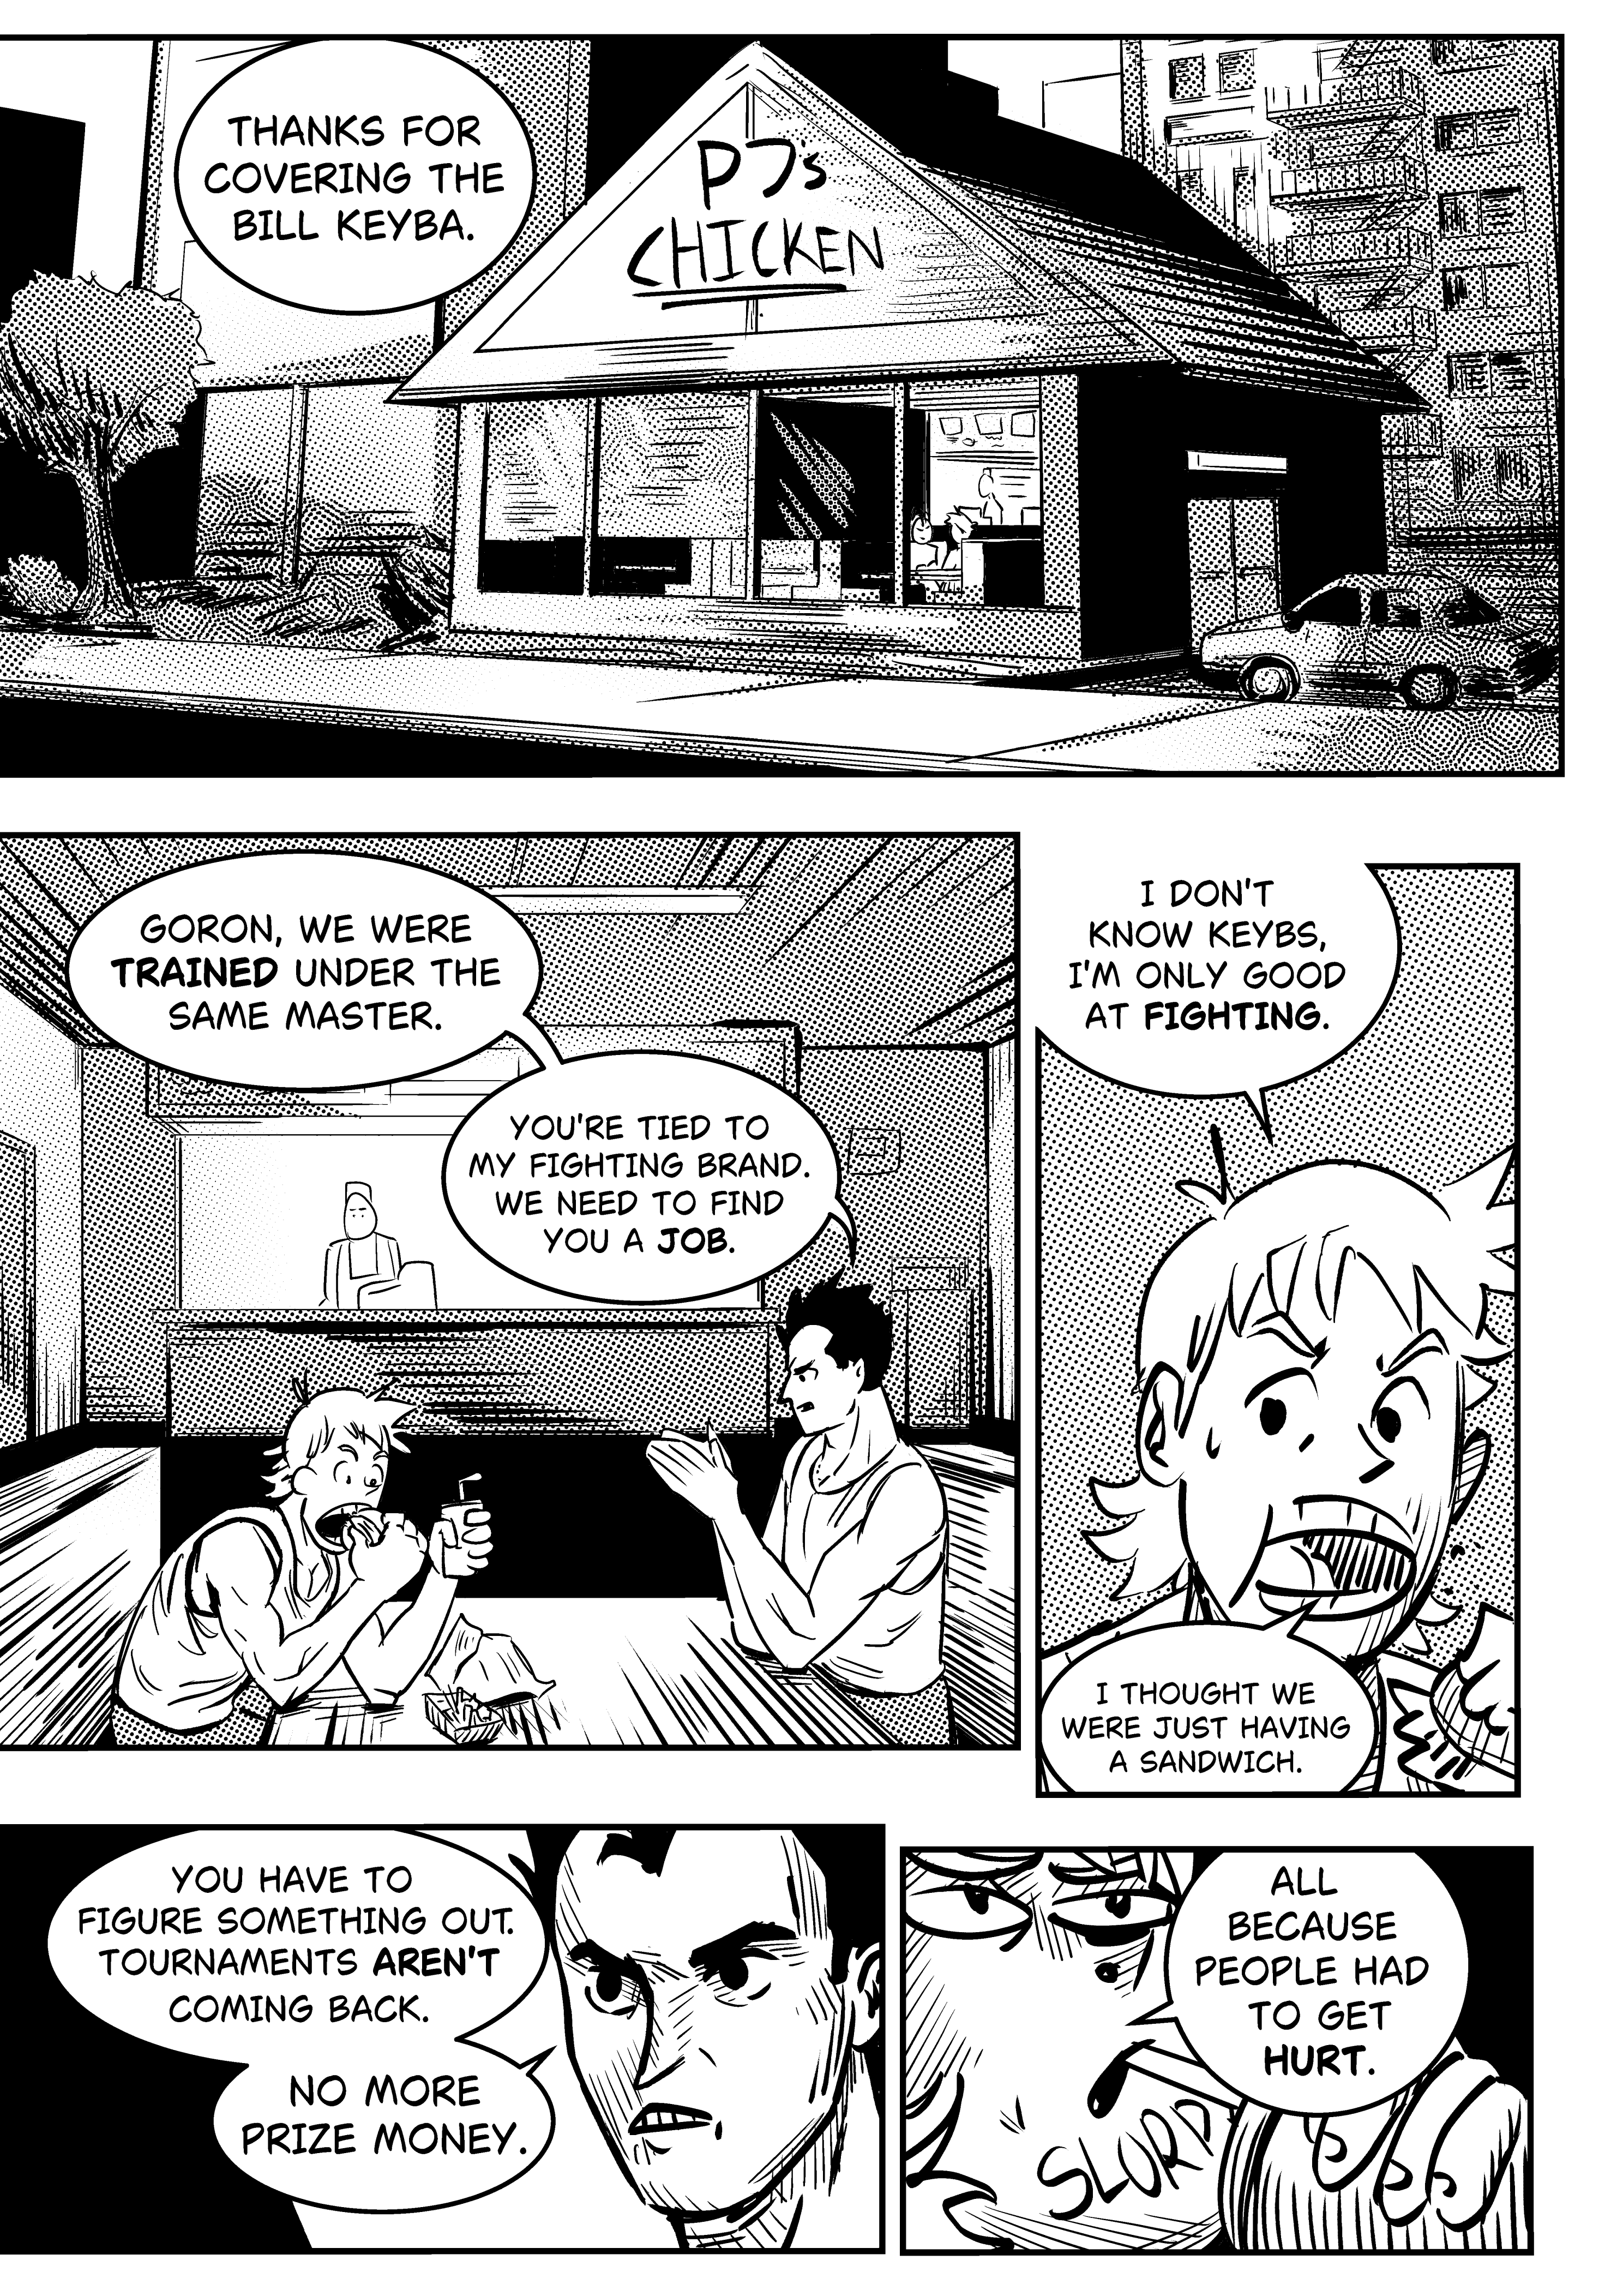 THANKS FOR
COVERING THE
BILL KEYBA.
PJ's
CHICKEN
GORON, WE WERE
TRAINED UNDER THE
SAME MASTER.
YOU'RE TIED TO
MY FIGHTING BRAND.
WE NEED TO FIND
YOU A JOB.
I DON'T
KNOW KEYBS,
I'M ONLY GOOD
AT FIGHTING.
I THOUGHT WE
WERE JUST HAVING
A SANDWICH.
YOU HAVE TO
FIGURE SOMETHING OUT.
TOURNAMENTS AREN'T
COMING BACK.
NO MORE
PRIZE MONEY.
ALL
BECAUSE
PEOPLE HAD
TO GET
HURT.
SLURP